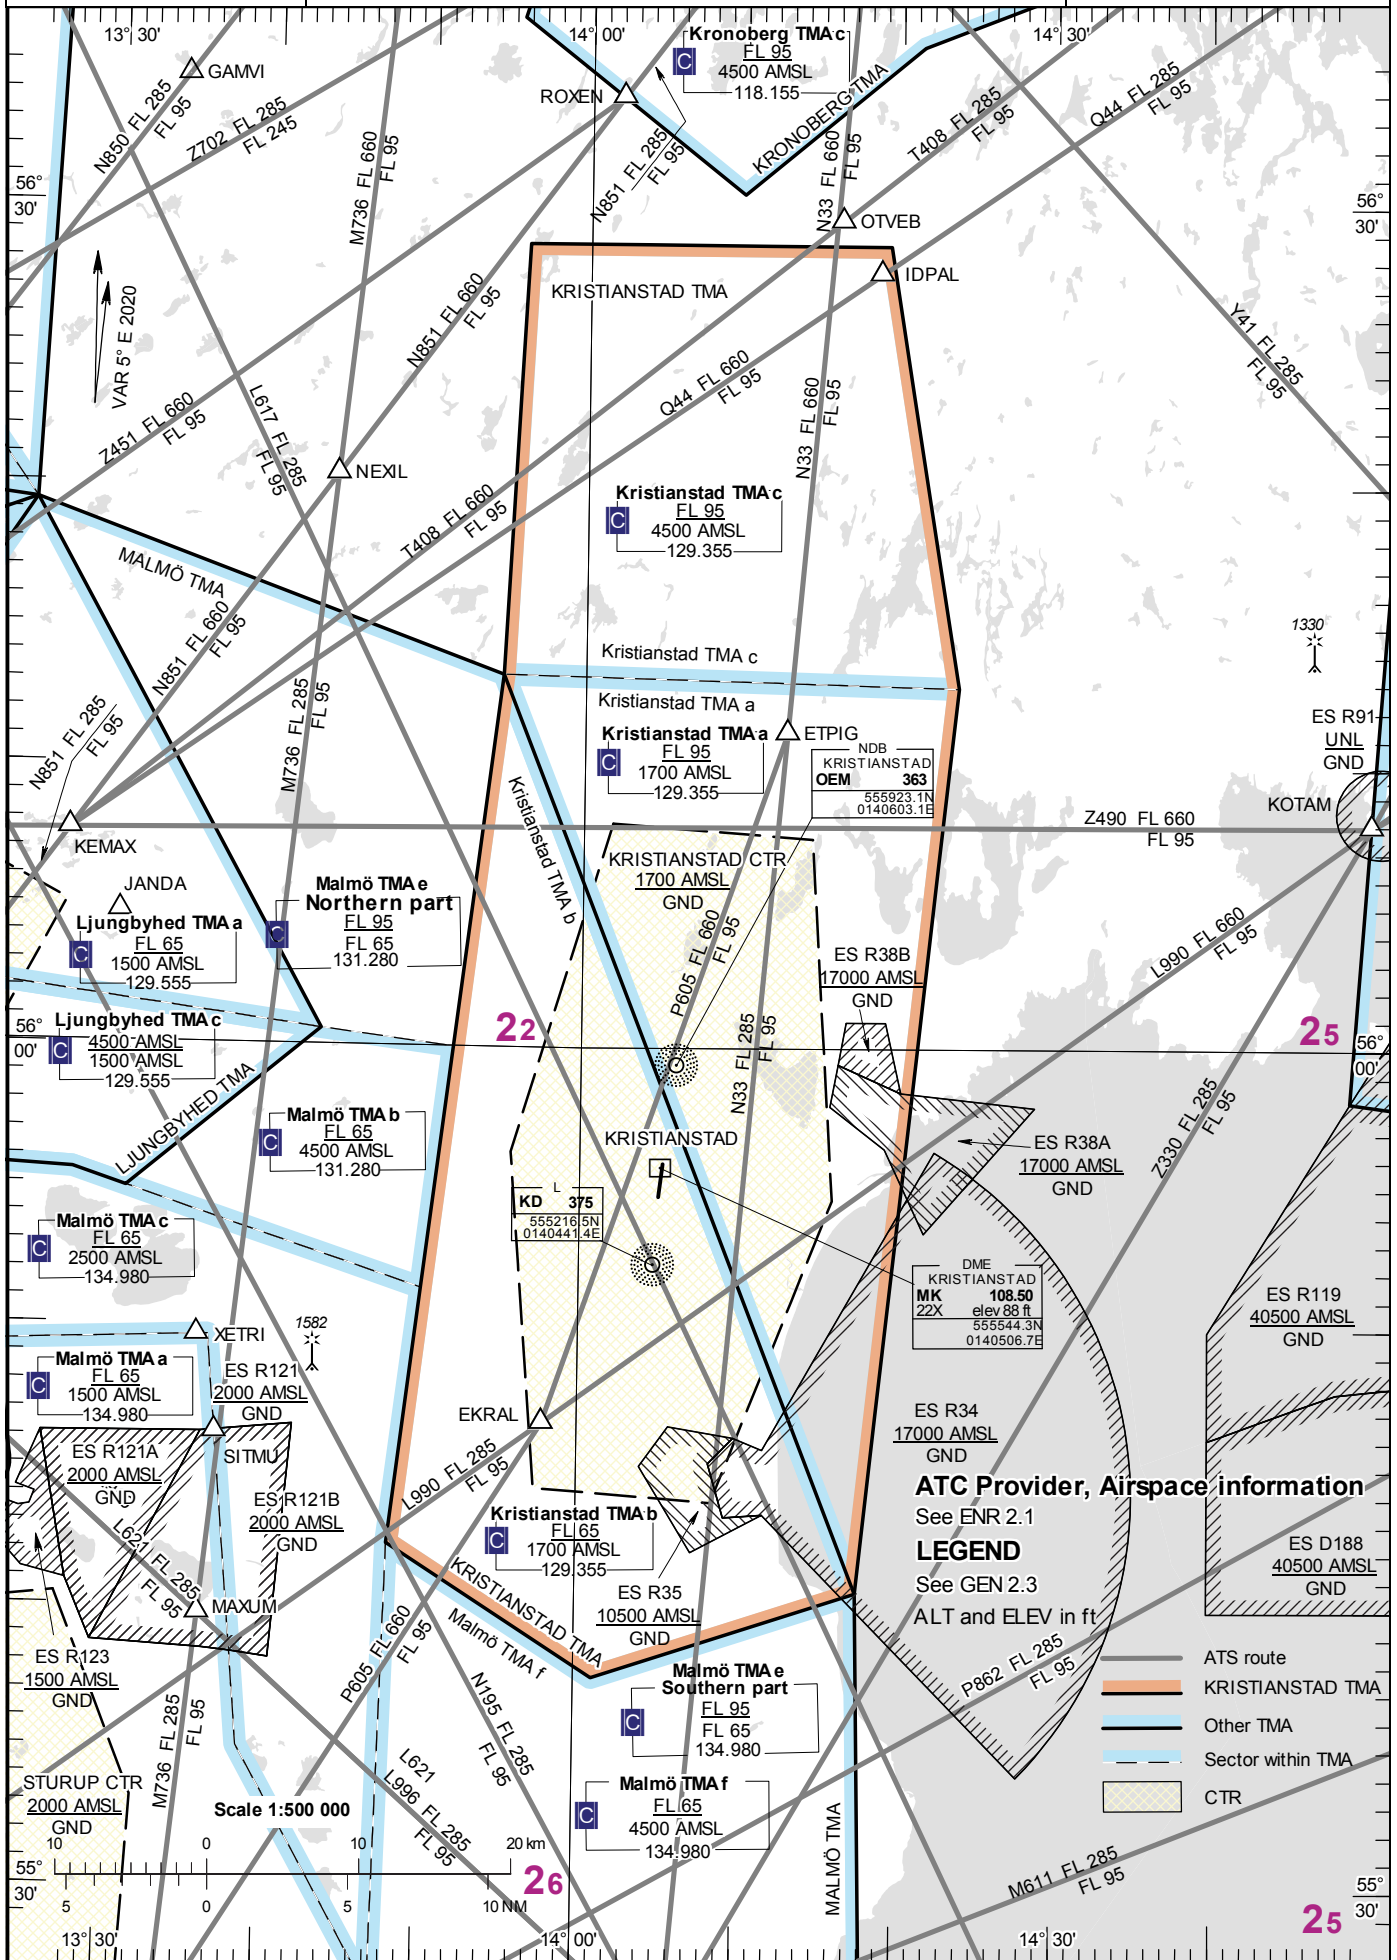 13° 30'
14° 00'
14° 30'
Kronoberg TMA c
FL 95
4500 AMSL
118.155
C
GAMVI
ROXEN
N850 FL 285
FL 95
Z702 FL 285
FL 245
M736 FL 660
FL 95
N851 FL 285
FL 95
KRONOBERG TMA
N33 FL 660
FL 95
T408 FL 285
FL 95
Q44 FL 285
FL 95
56°
30'
56°
30'
OTVEB
IDPAL
KRISTIANSTAD TMA
VAR 5° E 2020
N851 FL 660
FL 95
Q44 FL 660
FL 95
N33 FL 660
FL 95
Y41 FL 285
FL 95
Z451 FL 660
FL 95
L617 FL 285
FL 95
NEXIL
T408 FL 660
FL 95
Kristianstad TMA c
FL 95
4500 AMSL
129.355
C
MALMÖ TMA
N851 FL 660
FL 95
1330
Kristianstad TMA c
Kristianstad TMA a
M736 FL 285
FL 95
N851 FL 285
FL 95
Kristianstad TMA a
FL 95
1700 AMSL
129.355
C
ETPIG
NDB
KRISTIANSTAD
OEM 363
555923.1N
0140603.1E
ES R91
UNL
GND
KOTAM
Kristianstad TMA b
Z490 FL 660
FL 95
KEMAX
KRISTIANSTAD CTR
1700 AMSL
GND
JANDA
Ljungbyhed TMA a
FL 65
1500 AMSL
129.555
C
Malmö TMA e
Northern part
FL 95
FL 65
131.280
C
P605 FL 660
FL 95
ES R38B
17000 AMSL
GND
L990 FL 660
FL 95
56°
00'
Ljungbyhed TMA c
4500 AMSL
1500 AMSL
129.555
C
22
25
56°
00'
LJUNGBYHED TMA
Malmö TMA b
FL 65
4500 AMSL
131.280
C
N33 FL 285
FL 95
Z330 FL 285
FL 95
KRISTIANSTAD
ES R38A
17000 AMSL
GND
L
KD 375
555216.5N
0140441.4E
Malmö TMA c
FL 65
2500 AMSL
134.980
C
DME
KRISTIANSTAD
MK 108.50
22X elev 88 ft
555544.3N
0140506.7E
ES R119
40500 AMSL
GND
XETRI
1582
Malmö TMA a
FL 65
1500 AMSL
134.980
C
ES R121
2000 AMSL
GND
EKRAL
ES R34
17000 AMSL
GND
SITMU
ES R121A
2000 AMSL
GND
ES R121B
2000 AMSL
GND
L990 FL 285
FL 95
ATC Provider, Airspace information
See ENR 2.1
LEGEND
See GEN 2.3
ALT and ELEV in ft
L621 FL 285
FL 95
Kristianstad TMA b
FL 65
1700 AMSL
129.355
C
ES D188
40500 AMSL
GND
MAXUM
KRISTIANSTAD TMA
Malmö TMA f
ES R35
10500 AMSL
GND
ES R123
1500 AMSL
GND
P605 FL 660
FL 95
P862 FL 285
FL 95
ATS route
KRISTIANSTAD TMA
Other TMA
Sector within TMA
CTR
N195 FL 285
FL 95
Malmö TMA e
Southern part
FL 95
FL 65
134.980
C
M736 FL 285
FL 95
STURUP CTR
2000 AMSL
GND
L621
L996 FL 285
FL 95
Malmö TMA f
FL 65
4500 AMSL
134.980
C
MALMÖ TMA
Scale 1:500 000
10 0 10 20 km
5 0 5 10 NM
26
M611 FL 285
FL 95
55°
30'
55°
30'
25
13° 30'
14° 00'
14° 30'